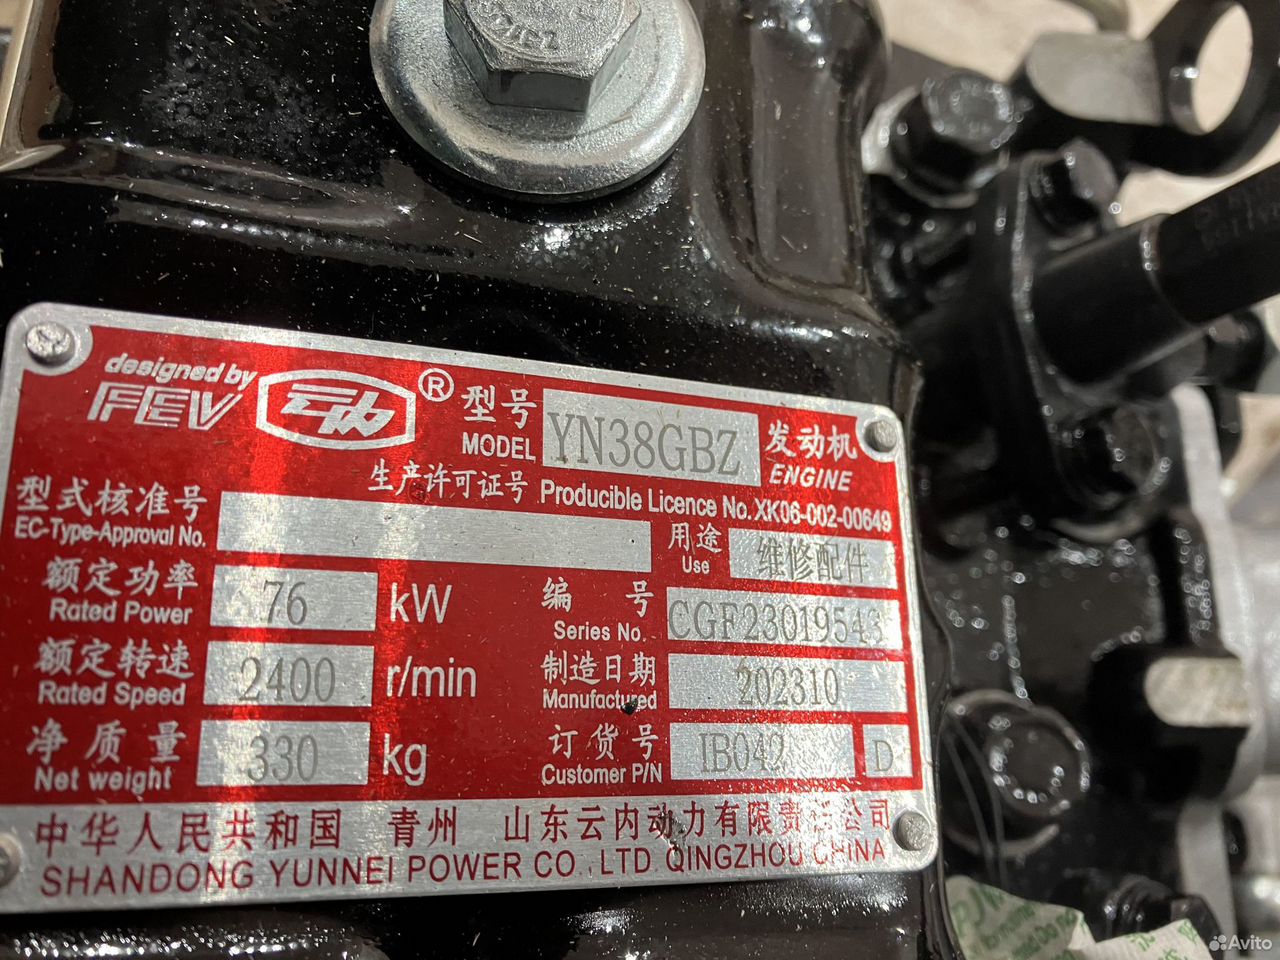 designed by
FEV
云内
®
型号
MODEL
YN38GBZ
发动机
ENGINE
生产许可证号 Producible Licence No. XK06-002-00649
型式核准号
EC-Type-Approval No.
用途
Use
维修配件
额定功率
Rated Power
76
kW
编号
Series No.
CGF23019543
额定转速
Rated Speed
2400
r/min
制造日期
Manufactured
202310
净质量
Net weight
330
kg
订货号
Customer P/N
IB042
D
中华人民共和国 青州 山东云内动力有限责任公司
SHANDONG YUNNEI POWER CO.,LTD QINGZHOU CHINA
Avito